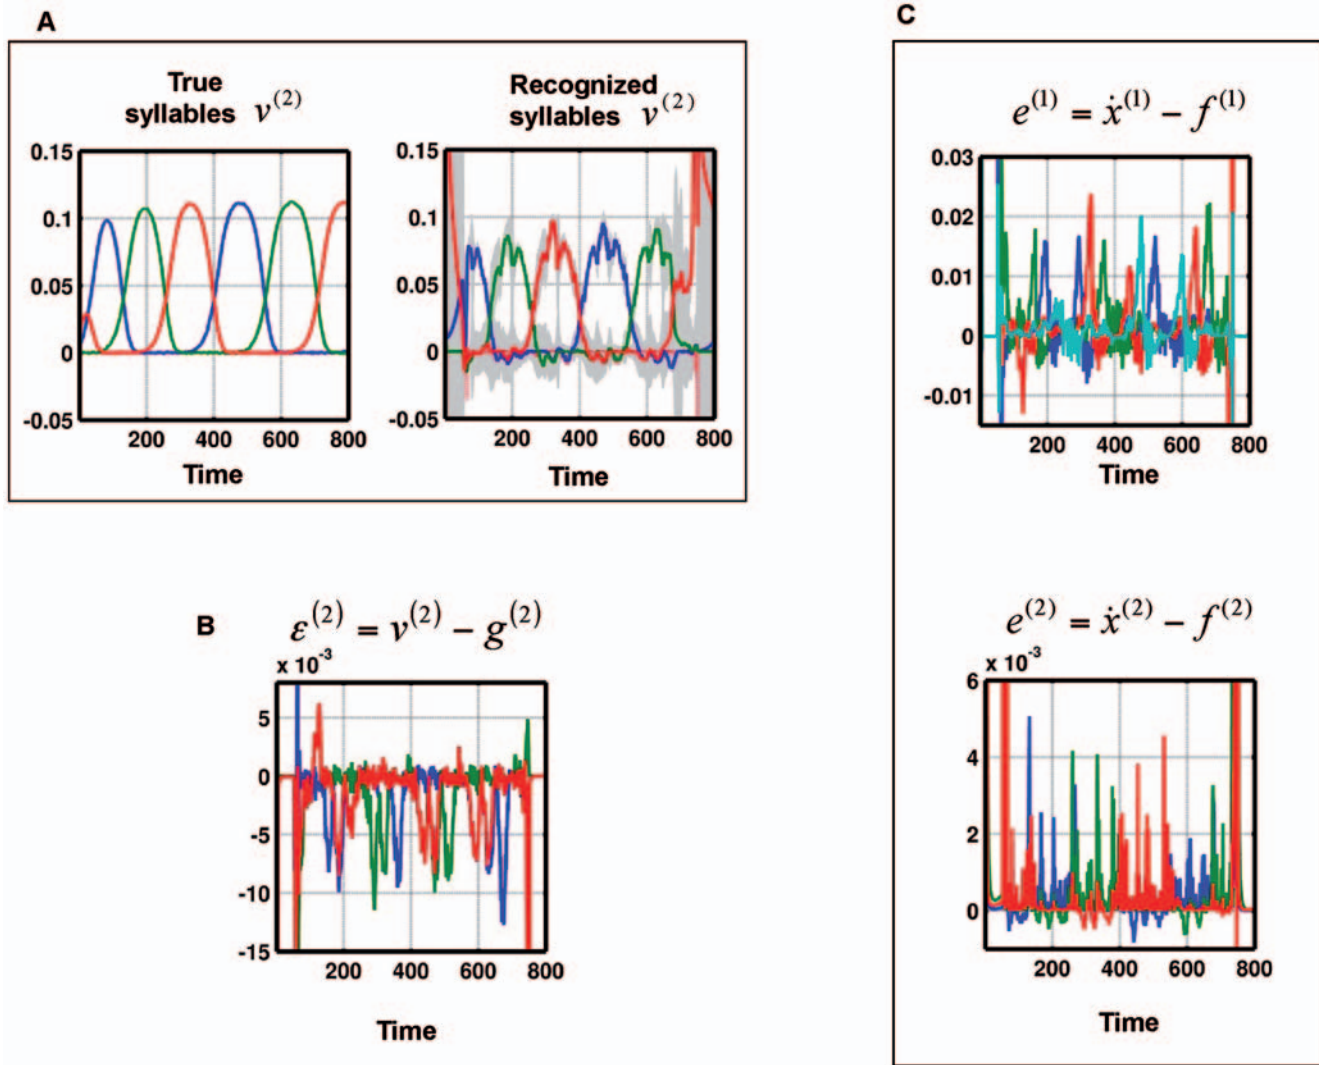 A
True
syllables v^(2)
0.15
0.1
0.05
0
-0.05
200 400 600 800
Time
Recognized
syllables v^(2)
0.15
0.1
0.05
0
-0.05
200 400 600 800
Time
B
ε^(2) = v^(2) − g^(2)
x 10^-3
5
0
-5
-10
-15
200 400 600 800
Time
C
e^(1) = ẋ^(1) − f^(1)
0.03
0.02
0.01
0
-0.01
200 400 600 800
Time
e^(2) = ẋ^(2) − f^(2)
x 10^-3
6
4
2
0
200 400 600 800
Time